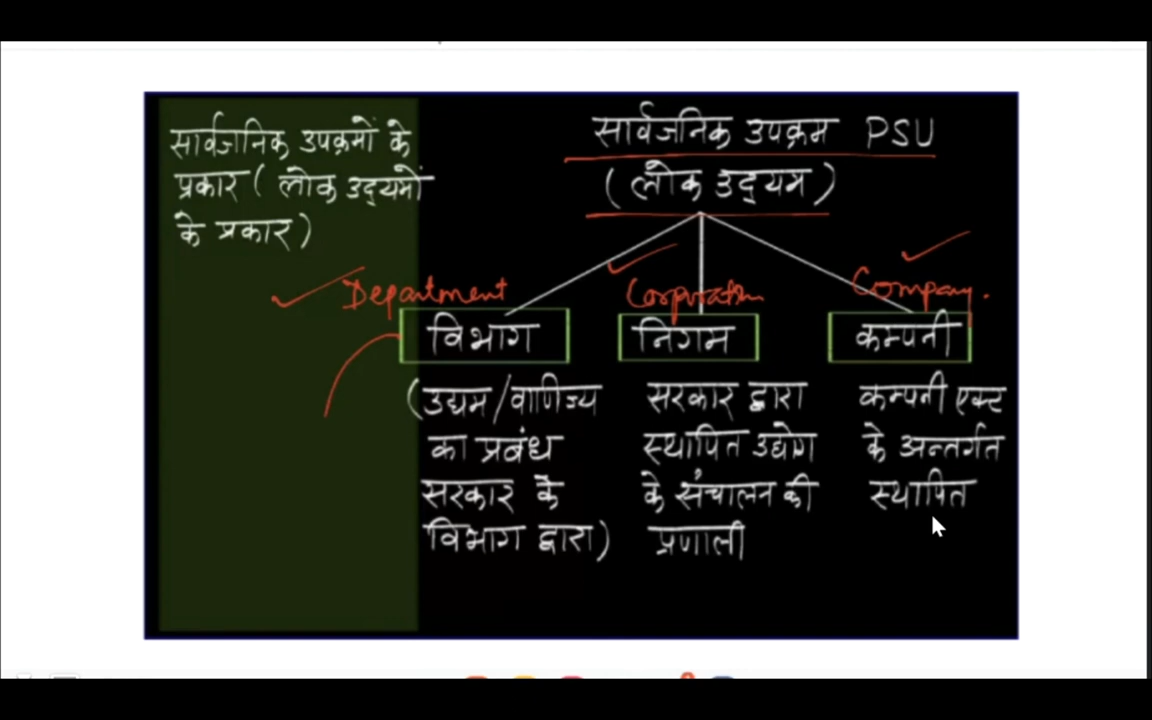 सार्वजनिक उपक्रमों के
प्रकार ( लोक उद्यमों
के प्रकार )
सार्वजनिक उपक्रम PSU
( लोक उद्यम )
Department
Corporation
Company.
विभाग
निगम
कम्पनी
( उद्यम / वाणिज्य
का प्रबंध
सरकार के
विभाग द्वारा )
सरकार द्वारा
स्थापित उद्योग
के संचालन की
प्रणाली
कम्पनी एक्ट
के अन्तर्गत
स्थापित